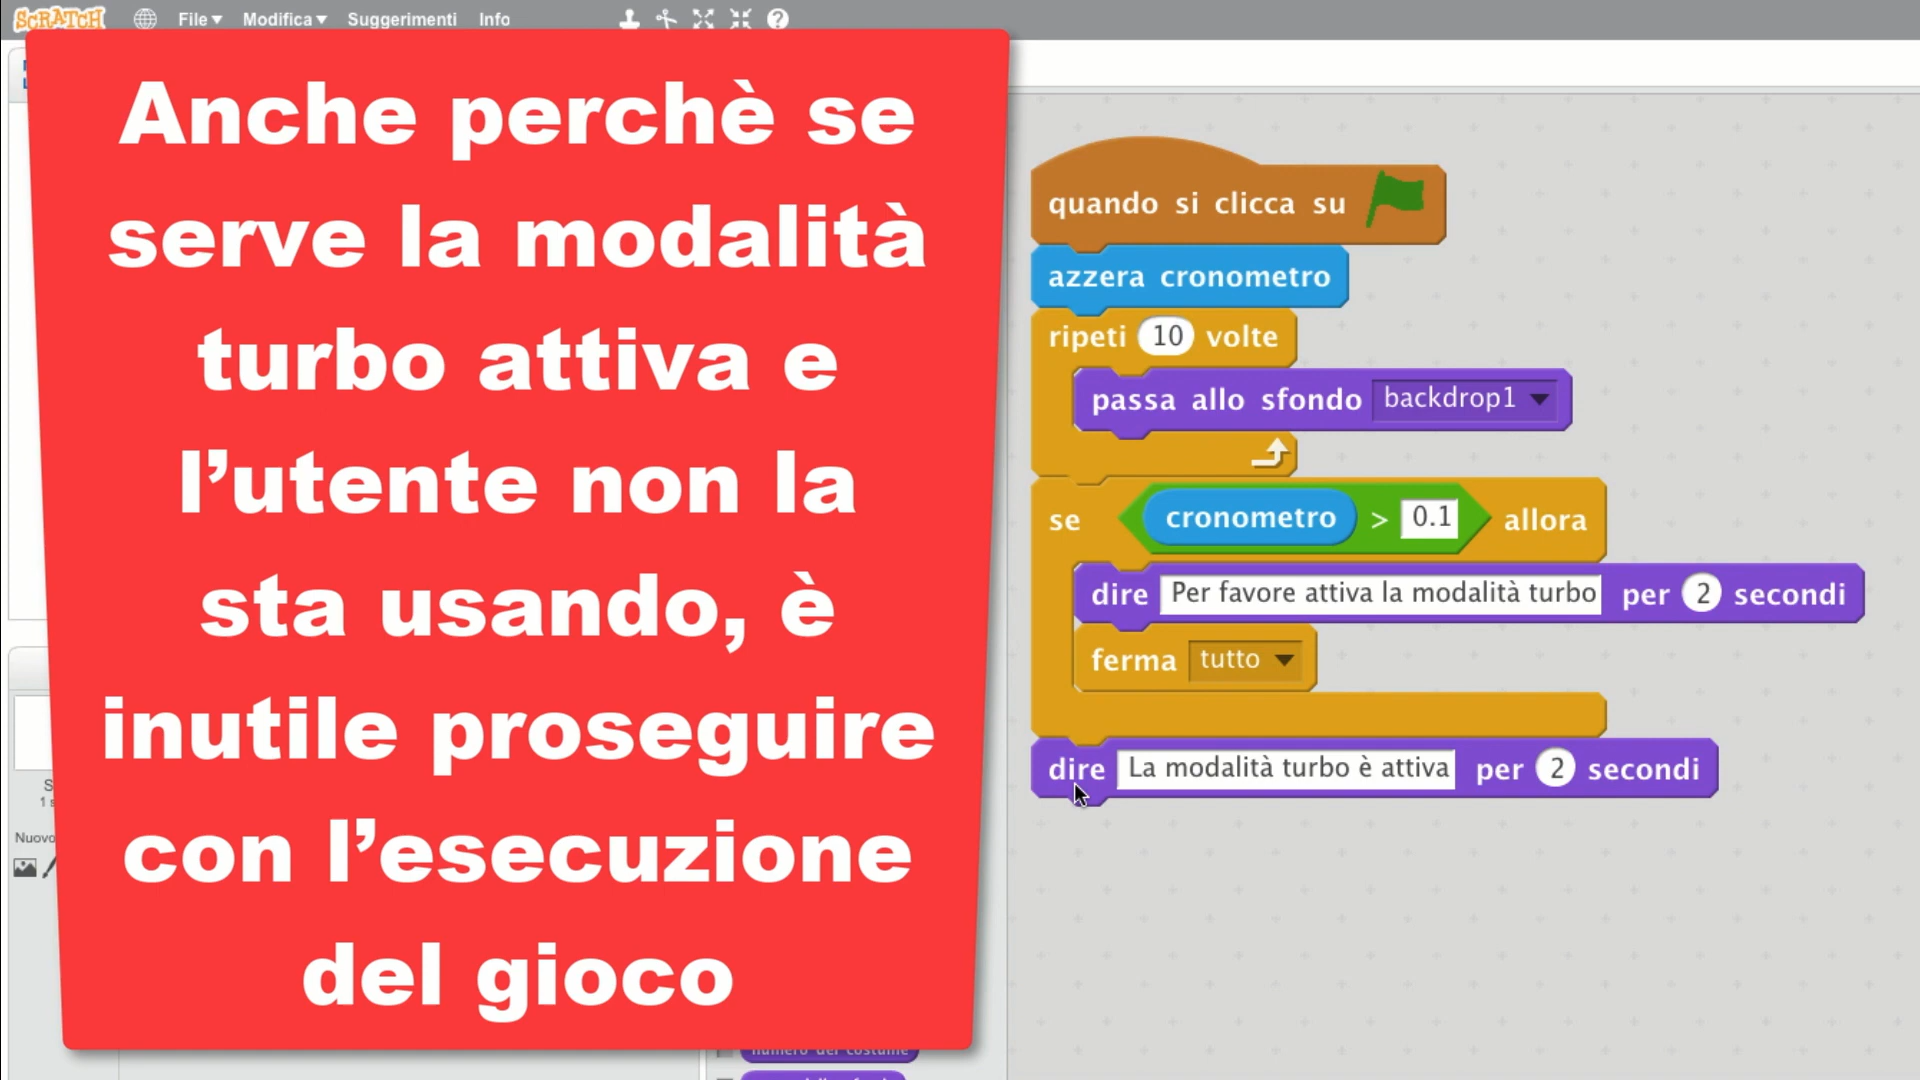 SCRATCH File Modifica Suggerimenti Info
Anche perchè se
serve la modalità
turbo attiva e
l’utente non la
sta usando, è
inutile proseguire
con l’esecuzione
del gioco
quando si clicca su
azzera cronometro
ripeti 10 volte
passa allo sfondo backdrop1
se cronometro > 0.1 allora
dire Per favore attiva la modalità turbo per 2 secondi
ferma tutto
dire La modalità turbo è attiva per 2 secondi
Nuovo
numero del costume